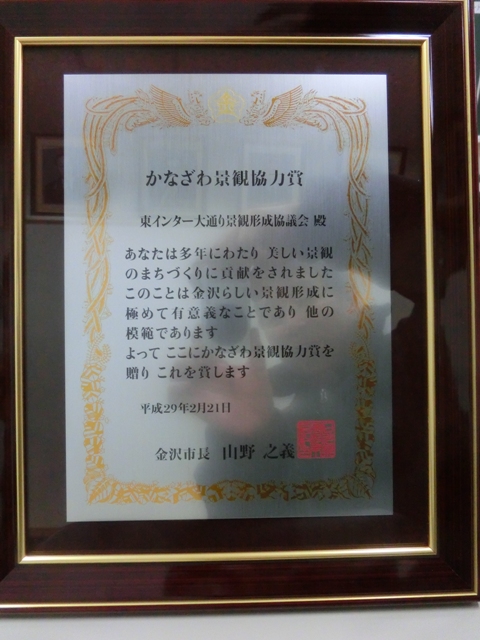 かなざわ景観協力賞
東インター大通り景観形成協議会 殿
あなたは多年にわたり 美しい景観
のまちづくりに貢献をされました
このことは金沢らしい景観形成に
極めて有意義なことであり 他の
模範であります
よって ここにかなざわ景観協力賞を
贈り これを賞します
平成29年2月21日
金沢市長 山野 之義